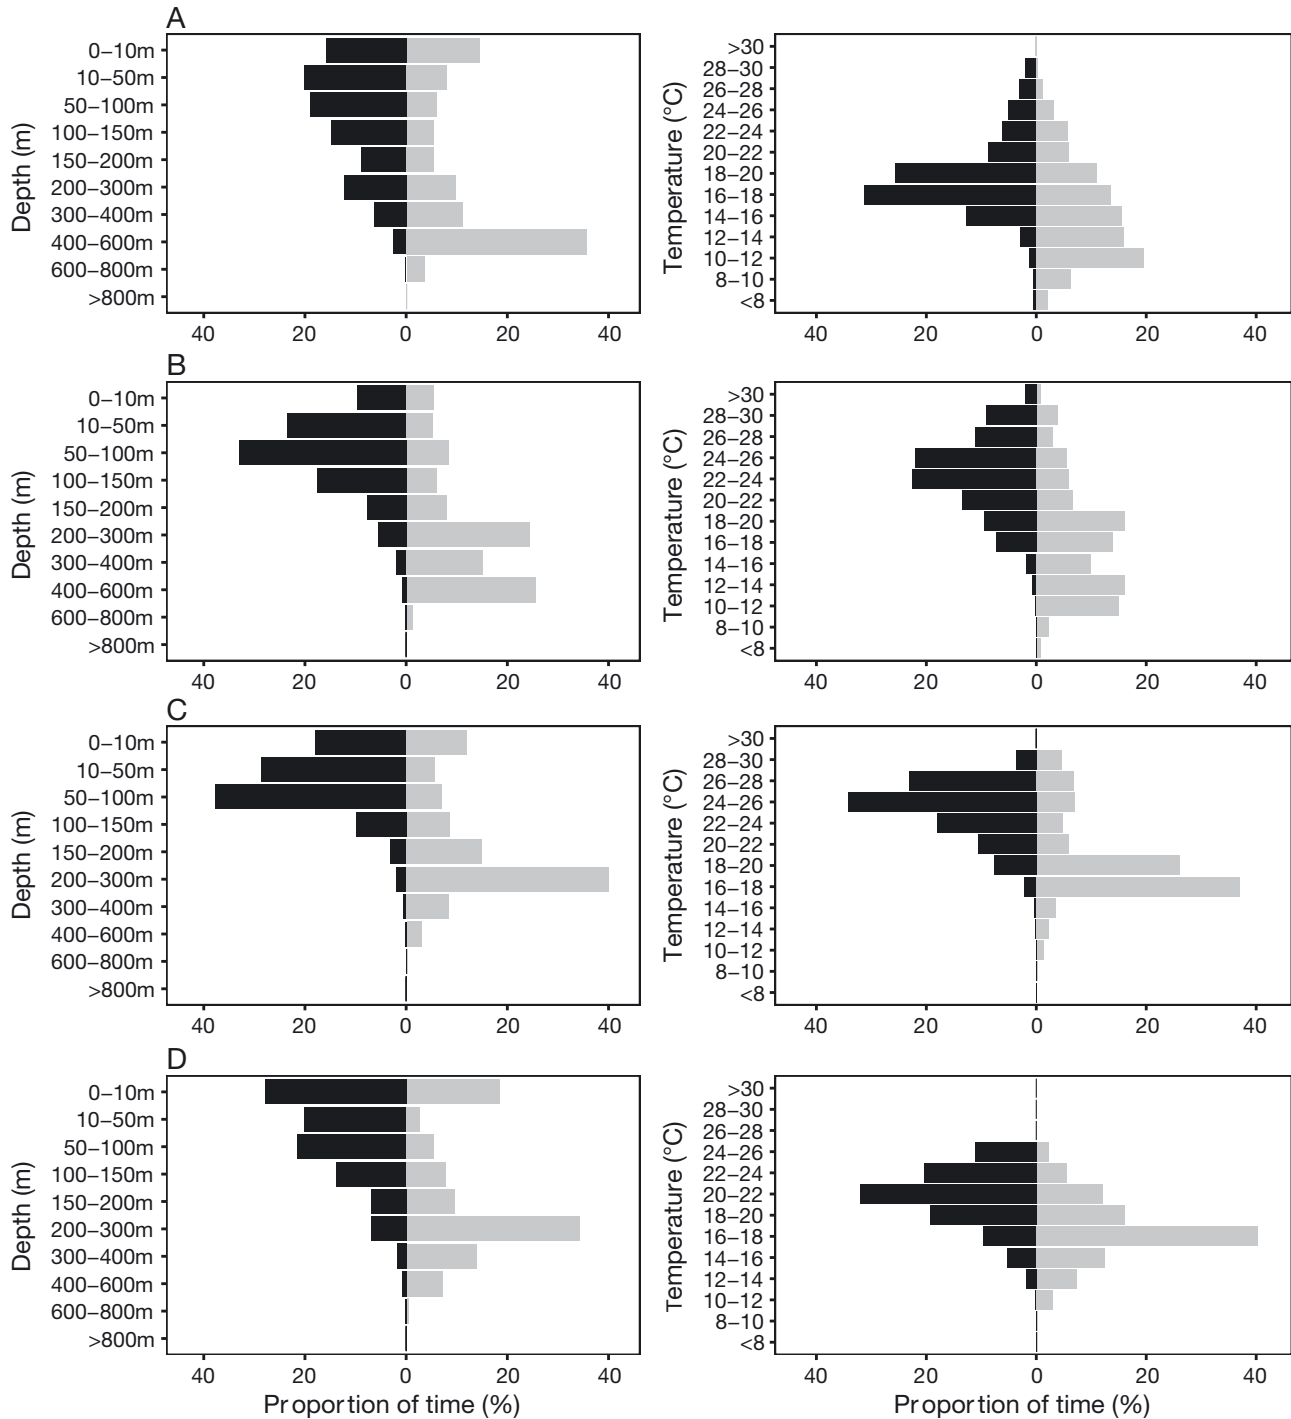 A
Depth (m)
0–10m
10–50m
50–100m
100–150m
150–200m
200–300m
300–400m
400–600m
600–800m
>800m
40 20 0 20 40
Temperature (°C)
>30
28–30
26–28
24–26
22–24
20–22
18–20
16–18
14–16
12–14
10–12
8–10
<8
40 20 0 20 40
B
Depth (m)
0–10m
10–50m
50–100m
100–150m
150–200m
200–300m
300–400m
400–600m
600–800m
>800m
40 20 0 20 40
Temperature (°C)
>30
28–30
26–28
24–26
22–24
20–22
18–20
16–18
14–16
12–14
10–12
8–10
<8
40 20 0 20 40
C
Depth (m)
0–10m
10–50m
50–100m
100–150m
150–200m
200–300m
300–400m
400–600m
600–800m
>800m
40 20 0 20 40
Temperature (°C)
>30
28–30
26–28
24–26
22–24
20–22
18–20
16–18
14–16
12–14
10–12
8–10
<8
40 20 0 20 40
D
Depth (m)
0–10m
10–50m
50–100m
100–150m
150–200m
200–300m
300–400m
400–600m
600–800m
>800m
40 20 0 20 40
Proportion of time (%)
Temperature (°C)
>30
28–30
26–28
24–26
22–24
20–22
18–20
16–18
14–16
12–14
10–12
8–10
<8
40 20 0 20 40
Proportion of time (%)